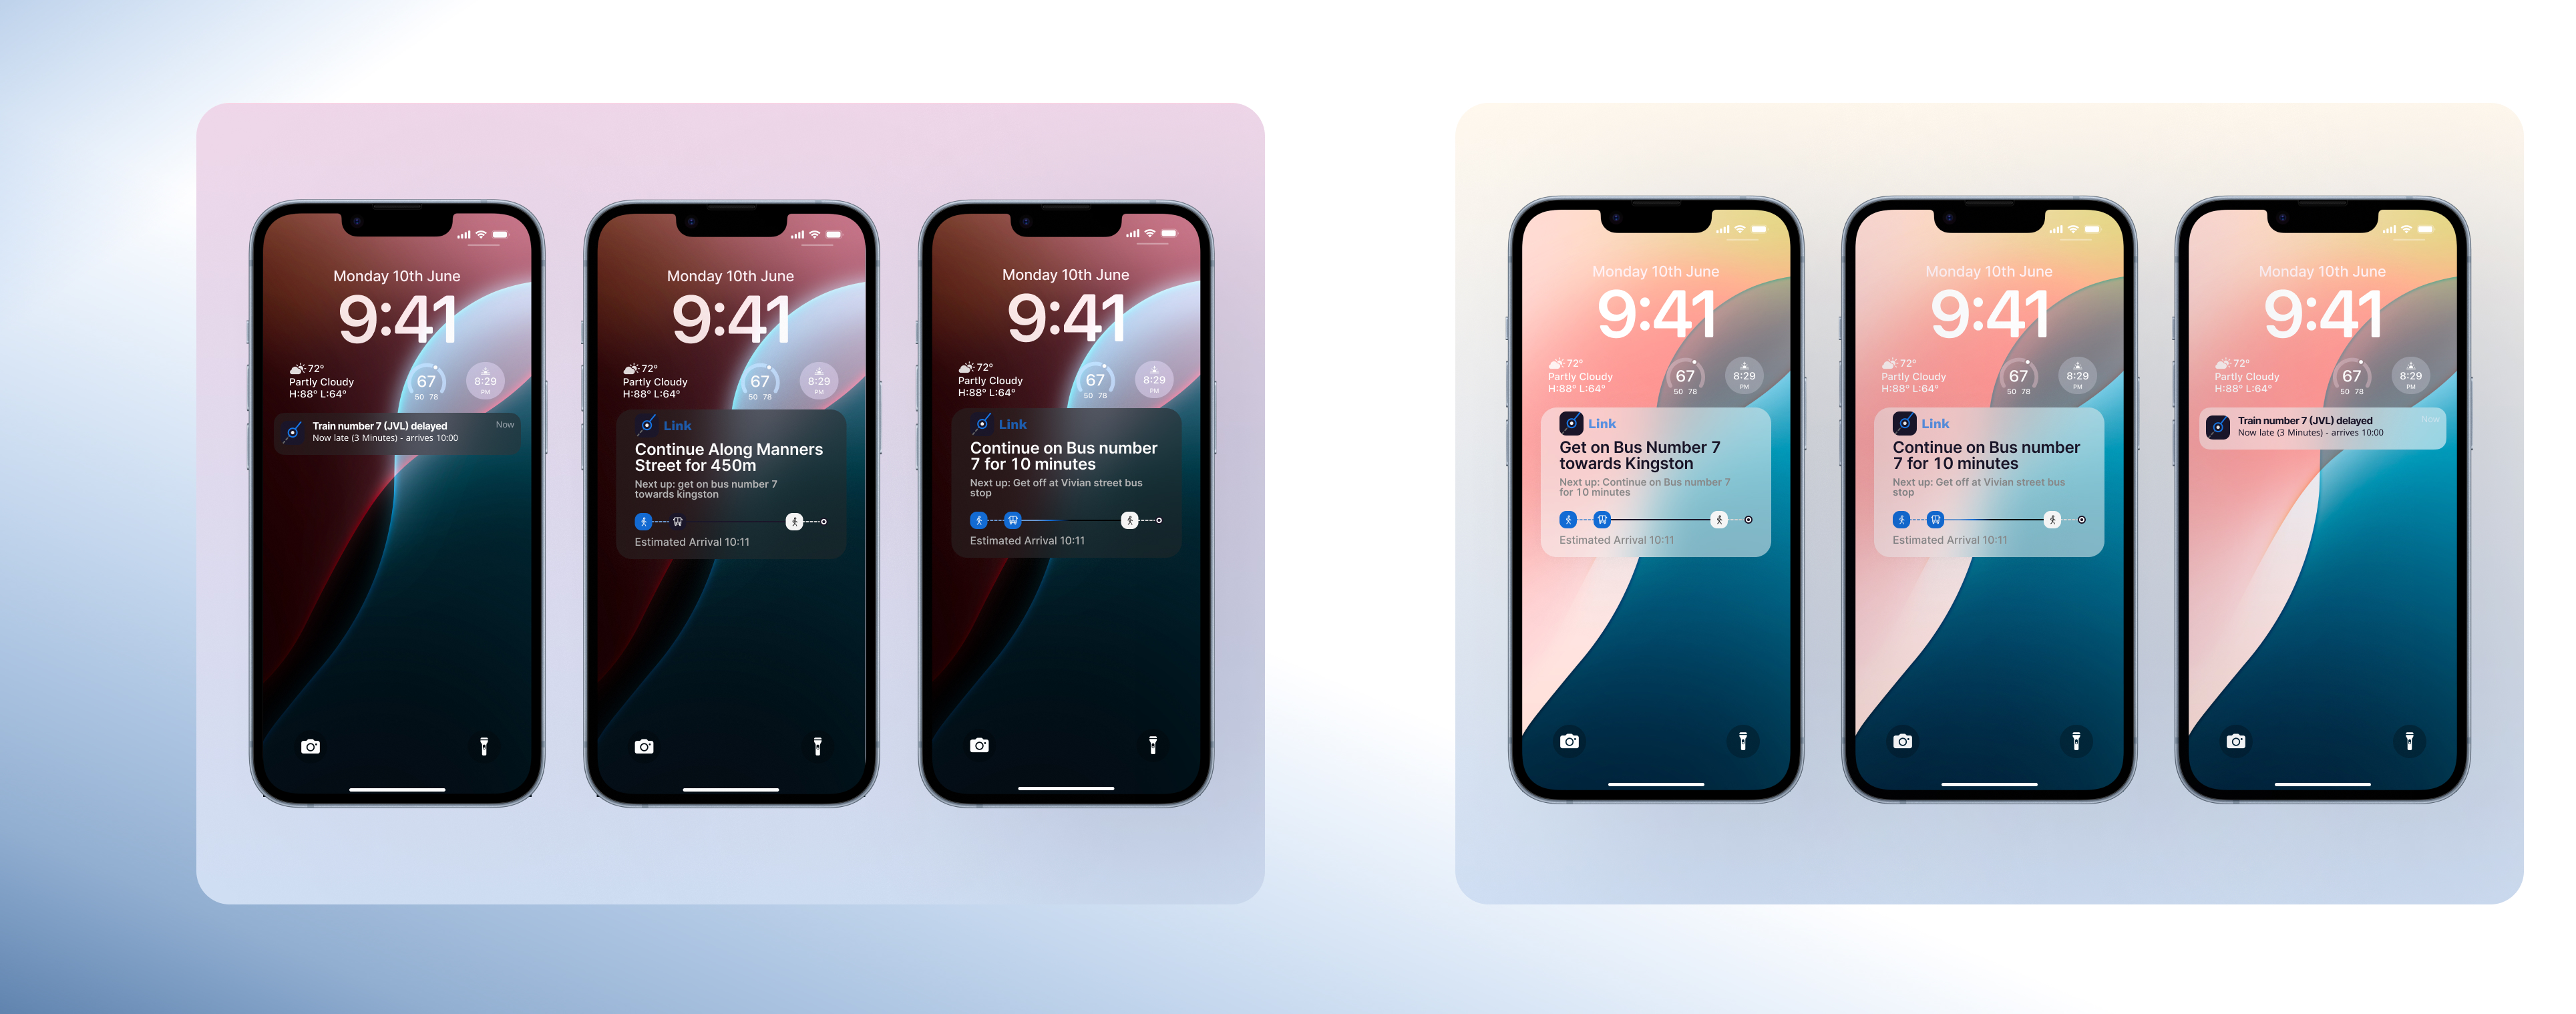 Monday 10th June
9:41
72°
Partly Cloudy
H:88° L:64°
67
50 78
8:29
PM
Train number 7 (JVL) delayed
Now
Now late (3 Minutes) - arrives 10:00
Monday 10th June
9:41
72°
Partly Cloudy
H:88° L:64°
67
50 78
8:29
PM
Link
Continue Along Manners
Street for 450m
Next up: get on bus number 7
towards kingston
Estimated Arrival 10:11
Monday 10th June
9:41
72°
Partly Cloudy
H:88° L:64°
67
50 78
8:29
PM
Link
Continue on Bus number
7 for 10 minutes
Next up: Get off at Vivian street bus
stop
Estimated Arrival 10:11
Monday 10th June
9:41
72°
Partly Cloudy
H:88° L:64°
67
50 78
8:29
PM
Link
Get on Bus Number 7
towards Kingston
Next up: Continue on Bus number 7
for 10 minutes
Estimated Arrival 10:11
Monday 10th June
9:41
72°
Partly Cloudy
H:88° L:64°
67
50 78
8:29
PM
Link
Continue on Bus number
7 for 10 minutes
Next up: Get off at Vivian street bus
stop
Estimated Arrival 10:11
Monday 10th June
9:41
72°
Partly Cloudy
H:88° L:64°
67
50 78
8:29
PM
Train number 7 (JVL) delayed
Now
Now late (3 Minutes) - arrives 10:00